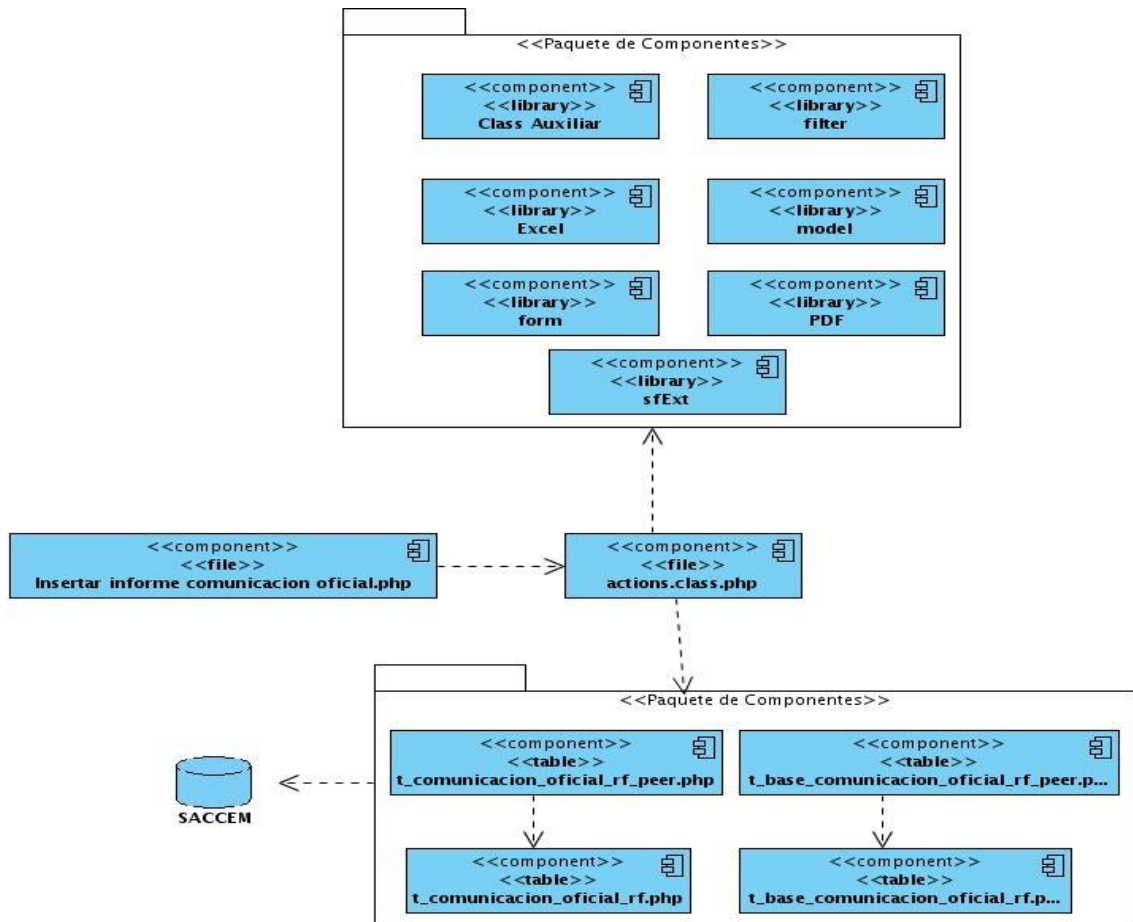 <<Paquete de Componentes>>
<<component>>
<<library>>
Class Auxiliar
<<component>>
<<library>>
filter
<<component>>
<<library>>
Excel
<<component>>
<<library>>
model
<<component>>
<<library>>
form
<<component>>
<<library>>
PDF
<<component>>
<<library>>
sfExt
<<component>>
<<file>>
Insertar informe comunicacion oficial.php
<<component>>
<<file>>
actions.class.php
<<Paquete de Componentes>>
<<component>>
<<table>>
t_comunicacion_oficial_rf_peer.php
<<component>>
<<table>>
t_base_comunicacion_oficial_rf_peer.p...
SACCEM
<<component>>
<<table>>
t_comunicacion_oficial_rf.php
<<component>>
<<table>>
t_base_comunicacion_oficial_rf.p...